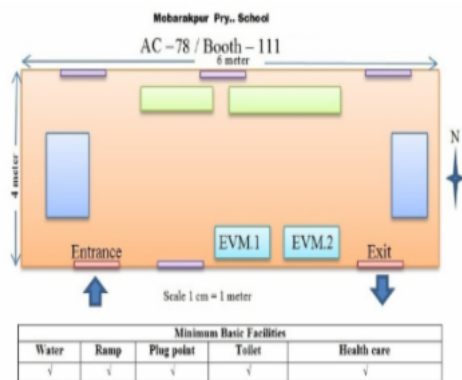 Mobarakpur Pry.. School
AC -78 / Booth - 111
6 meter
4 meter
N
EVM.1
EVM.2
Entrance
Exit
Scale 1 cm = 1 meter
Minimum Basic Facilities
Water Ramp Plug point Toilet Health care
√ √ √ √ √